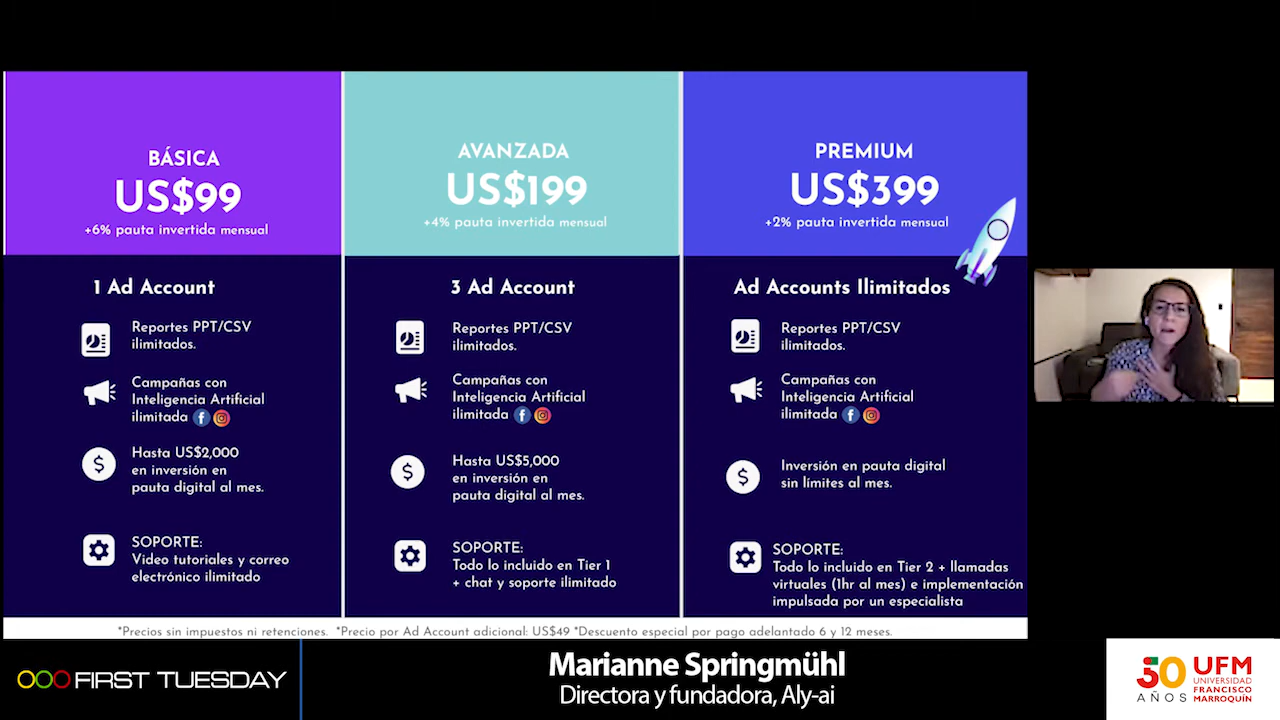 BÁSICA
US$99
+6% pauta invertida mensual
1 Ad Account
Reportes PPT/CSV
ilimitados.
Campañas con
Inteligencia Artificial
ilimitada
Hasta US$2,000
en inversión en
pauta digital al mes.
SOPORTE:
Video tutoriales y correo
electrónico ilimitado
AVANZADA
US$199
+4% pauta invertida mensual
3 Ad Account
Reportes PPT/CSV
ilimitados.
Campañas con
Inteligencia Artificial
ilimitada
Hasta US$5,000
en inversión en
pauta digital al mes.
SOPORTE:
Todo lo incluido en Tier 1
+ chat y soporte ilimitado
PREMIUM
US$399
+2% pauta invertida mensual
Ad Accounts Ilimitados
Reportes PPT/CSV
ilimitados.
Campañas con
Inteligencia Artificial
ilimitada
Inversión en pauta digital
sin límites al mes.
SOPORTE:
Todo lo incluido en Tier 2 + llamadas
virtuales (1hr al mes) e implementación
impulsada por un especialista
*Precios sin impuestos ni retenciones. *Precio por Ad Account adicional: US$49 *Descuento especial por pago adelantado 6 y 12 meses.
FIRST TUESDAY
Marianne Springmühl
Directora y fundadora, Aly-ai
50
AÑOS
UFM
UNIVERSIDAD
FRANCISCO
MARROQUÍN